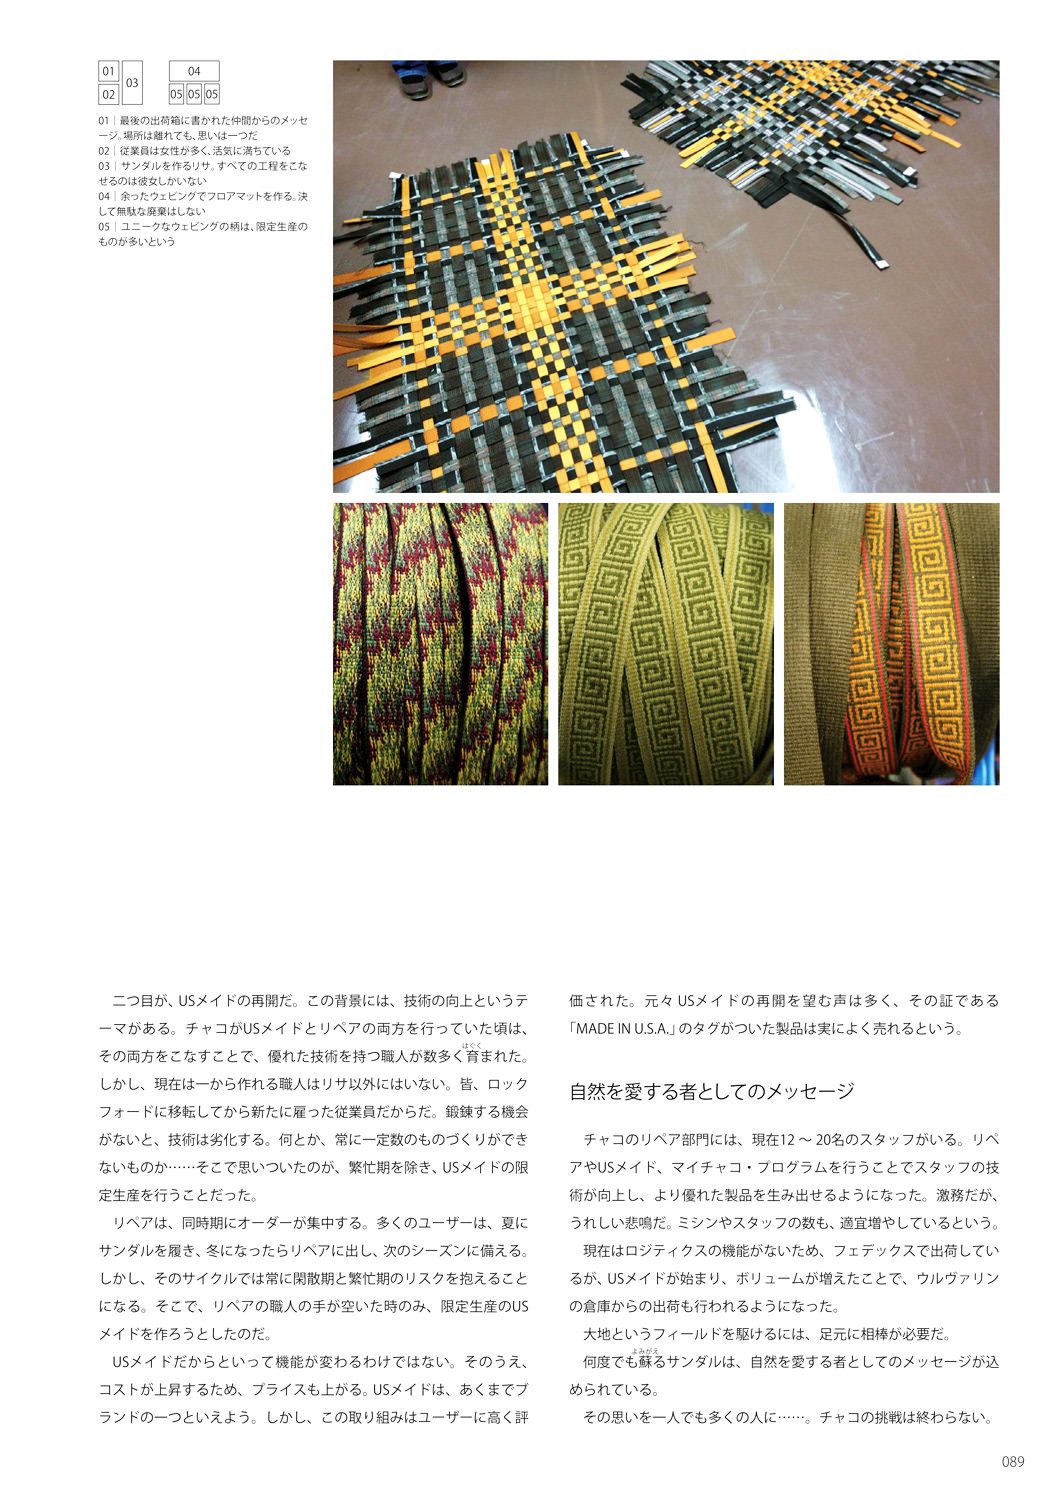 01
02
03
04
05 05 05
01｜最後の出荷箱に書かれた仲間からのメッセ
ージ。場所は離れても、思いは一つだ
02｜従業員は女性が多く、活気に満ちている
03｜サンダルを作るリサ。すべての工程をこな
せるのは彼女しかいない
04｜余ったウェビングでフロアマットを作る。決
して無駄な廃棄はしない
05｜ユニークなウェビングの柄は、限定生産の
ものが多いという
二つ目が、USメイドの再開だ。この背景には、技術の向上というテ
ーマがある。チャコがUSメイドとリペアの両方を行っていた頃は、
その両方をこなすことで、優れた技術を持つ職人が数多く育まれた。
しかし、現在は一から作れる職人はリサ以外にはいない。皆、ロック
フォードに移転してから新たに雇った従業員だからだ。鍛錬する機会
がないと、技術は劣化する。何とか、常に一定数のものづくりができ
ないものか……そこで思いついたのが、繁忙期を除き、USメイドの限
定生産を行うことだった。
リペアは、同時期にオーダーが集中する。多くのユーザーは、夏に
サンダルを履き、冬になったらリペアに出し、次のシーズンに備える。
しかし、そのサイクルでは常に閑散期と繁忙期のリスクを抱えること
になる。そこで、リペアの職人の手が空いた時のみ、限定生産のUS
メイドを作ろうとしたのだ。
USメイドだからといって機能が変わるわけではない。そのうえ、
コストが上昇するため、プライスも上がる。USメイドは、あくまでブ
ランドの一つといえよう。しかし、この取り組みはユーザーに高く評
価された。元々USメイドの再開を望む声は多く、その証である
「MADE IN U.S.A.」のタグがついた製品は実によく売れるという。
自然を愛する者としてのメッセージ
チャコのリペア部門には、現在12〜20名のスタッフがいる。リペ
アやUSメイド、マイチャコ・プログラムを行うことでスタッフの技
術が向上し、より優れた製品を生み出せるようになった。激務だが、
うれしい悲鳴だ。ミシンやスタッフの数も、適宜増やしているという。
現在はロジティクスの機能がないため、フェデックスで出荷してい
るが、USメイドが始まり、ボリュームが増えたことで、ウルヴァリン
の倉庫からの出荷も行われるようになった。
大地というフィールドを駆けるには、足元に相棒が必要だ。
何度でも蘇るサンダルは、自然を愛する者としてのメッセージが込
められている。
その思いを一人でも多くの人に……。チャコの挑戦は終わらない。
はぐく
よみがえ
089